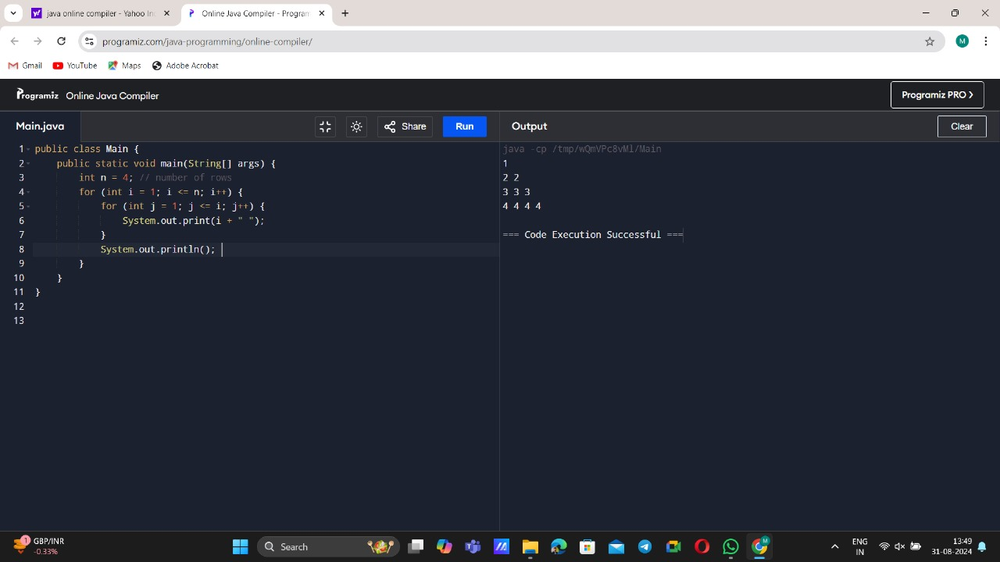 java online compiler - Yahoo In
Online Java Compiler - Program
programiz.com/java-programming/online-compiler/
M
Gmail
YouTube
Maps
Adobe Acrobat
Programiz Online Java Compiler
Programiz PRO >
Main.java
Share
Run
Output
Clear
1 public class Main {
2 public static void main(String[] args) {
3 int n = 4; // number of rows
4 for (int i = 1; i <= n; i++) {
5 for (int j = 1; j <= i; j++) {
6 System.out.print(i + " ");
7 }
8 System.out.println();
9 }
10 }
11 }
12
13
java -cp /tmp/wQmVPc8vMl/Main
1
2 2
3 3 3
4 4 4 4
=== Code Execution Successful ===
1
GBP/INR
-0.33%
Search
M
ENG
IN
13:49
31-08-2024